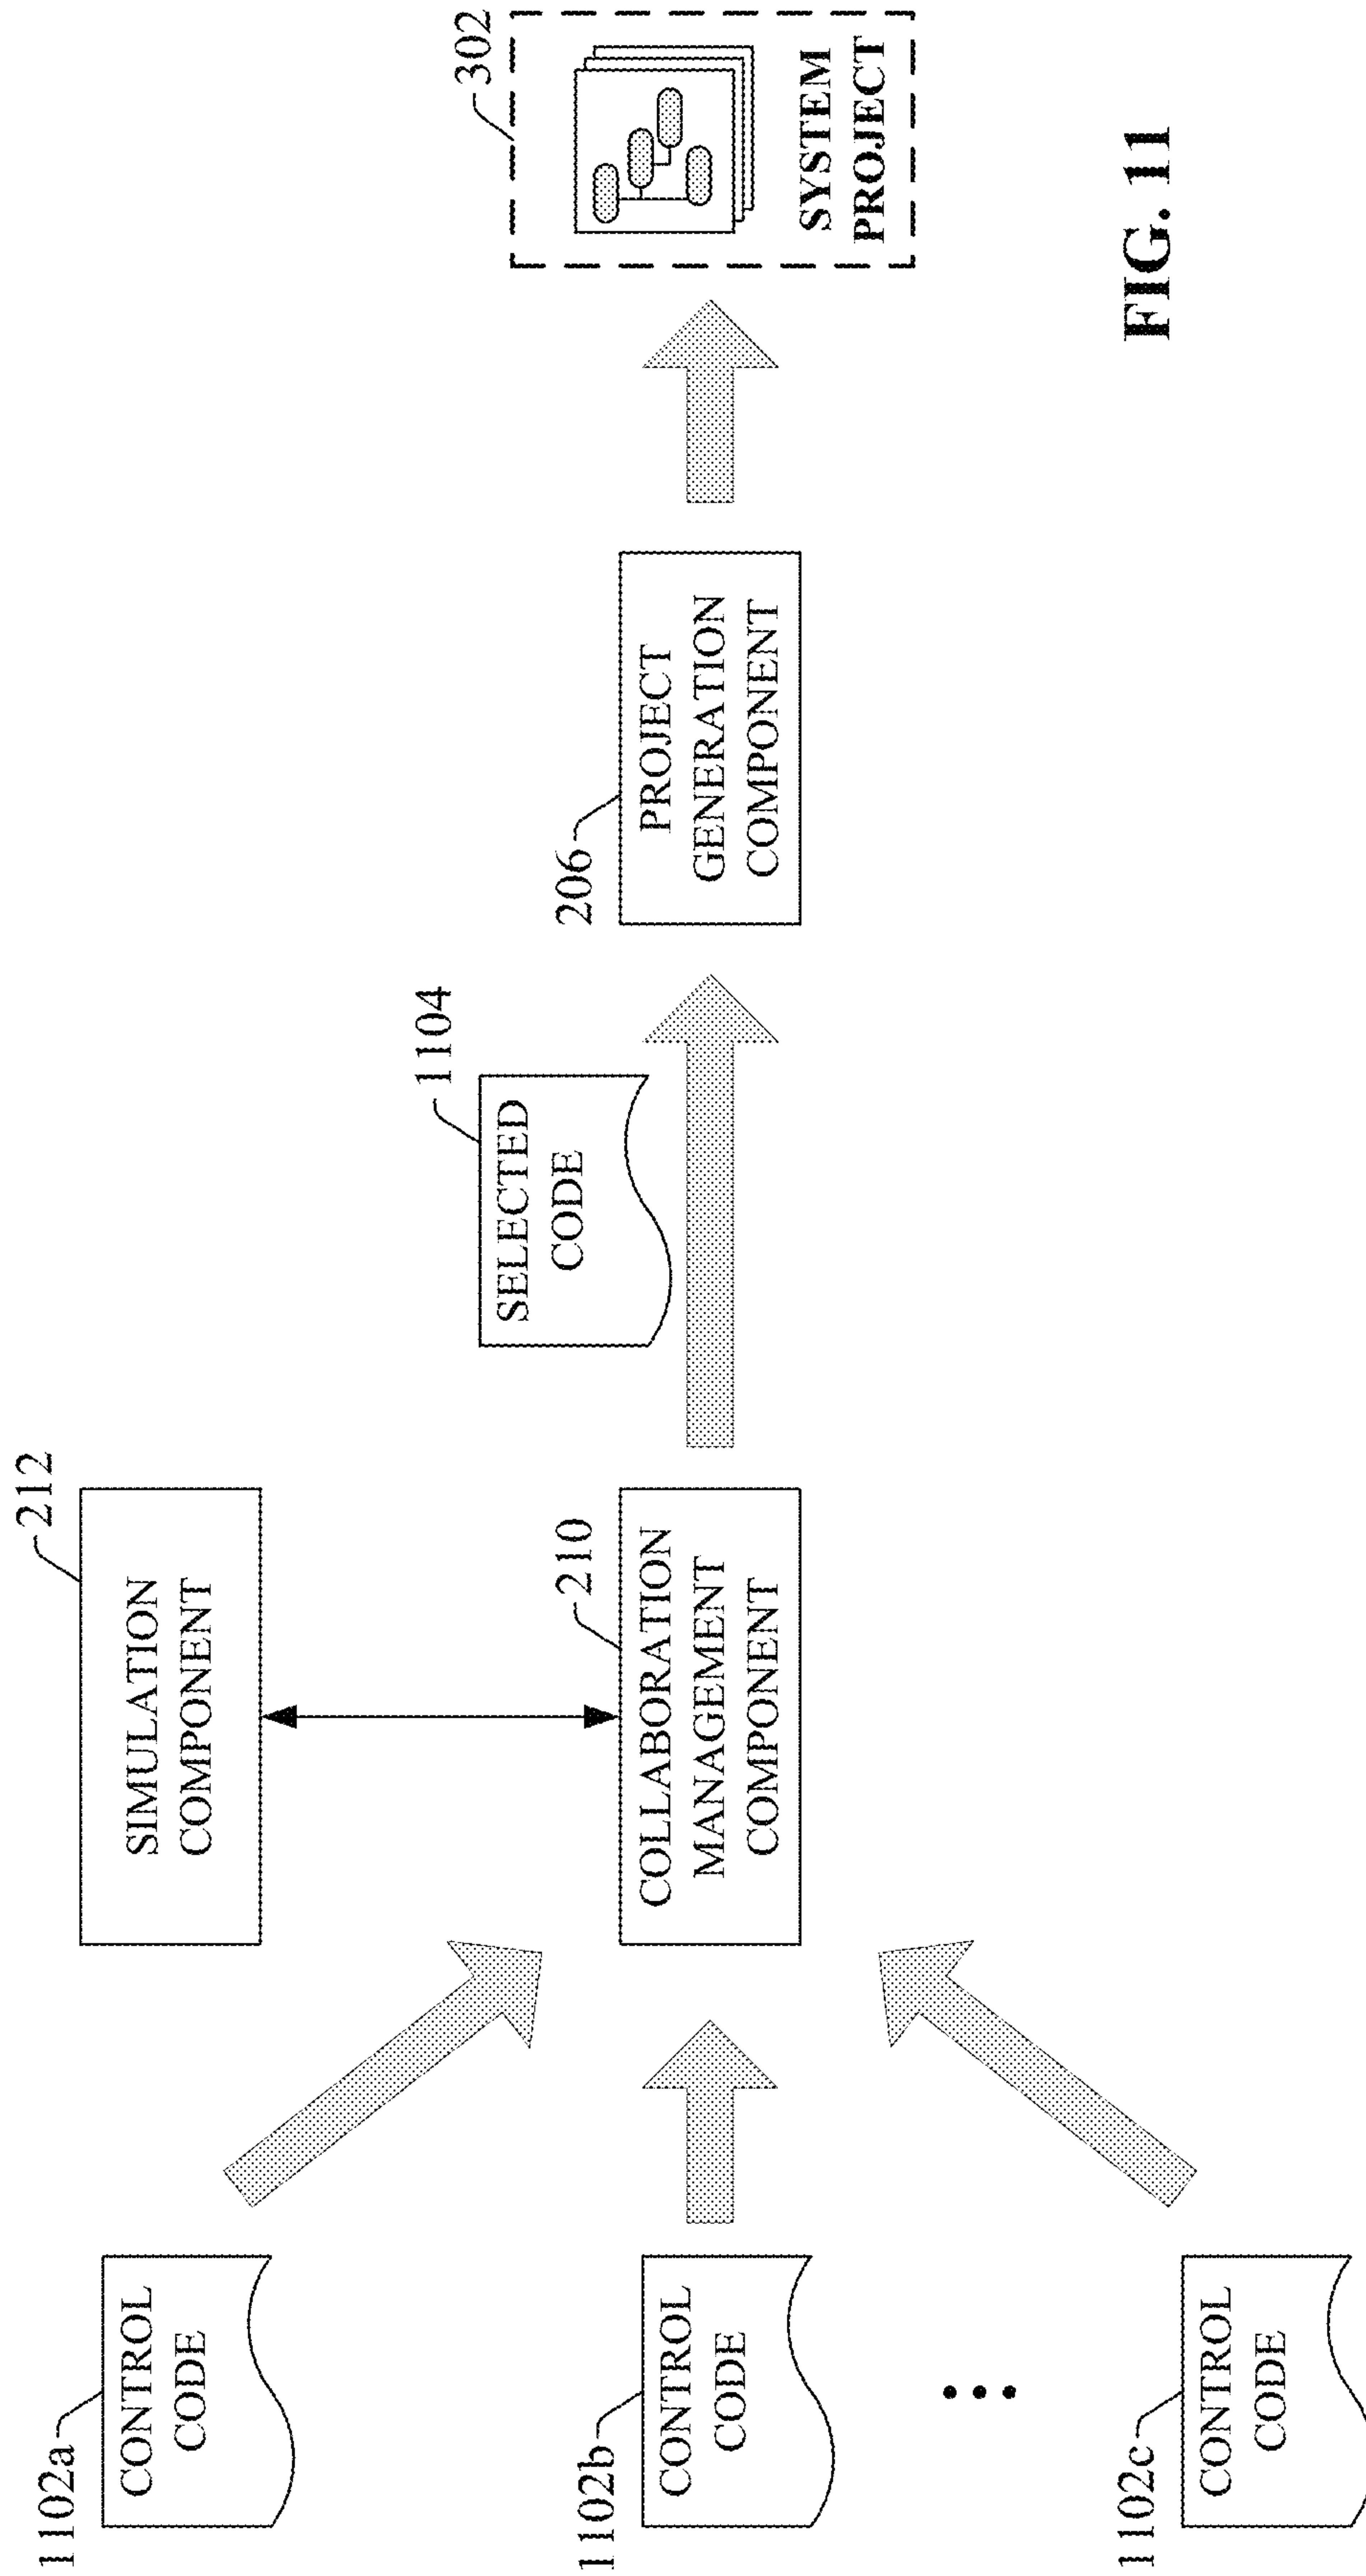 212
SIMULATION
COMPONENT
1102a
CONTROL
CODE
1102b
CONTROL
CODE
1102c
CONTROL
CODE
210
COLLABORATION
MANAGEMENT
COMPONENT
1104
SELECTED
CODE
206
PROJECT
GENERATION
COMPONENT
302
SYSTEM
PROJECT
FIG. 11